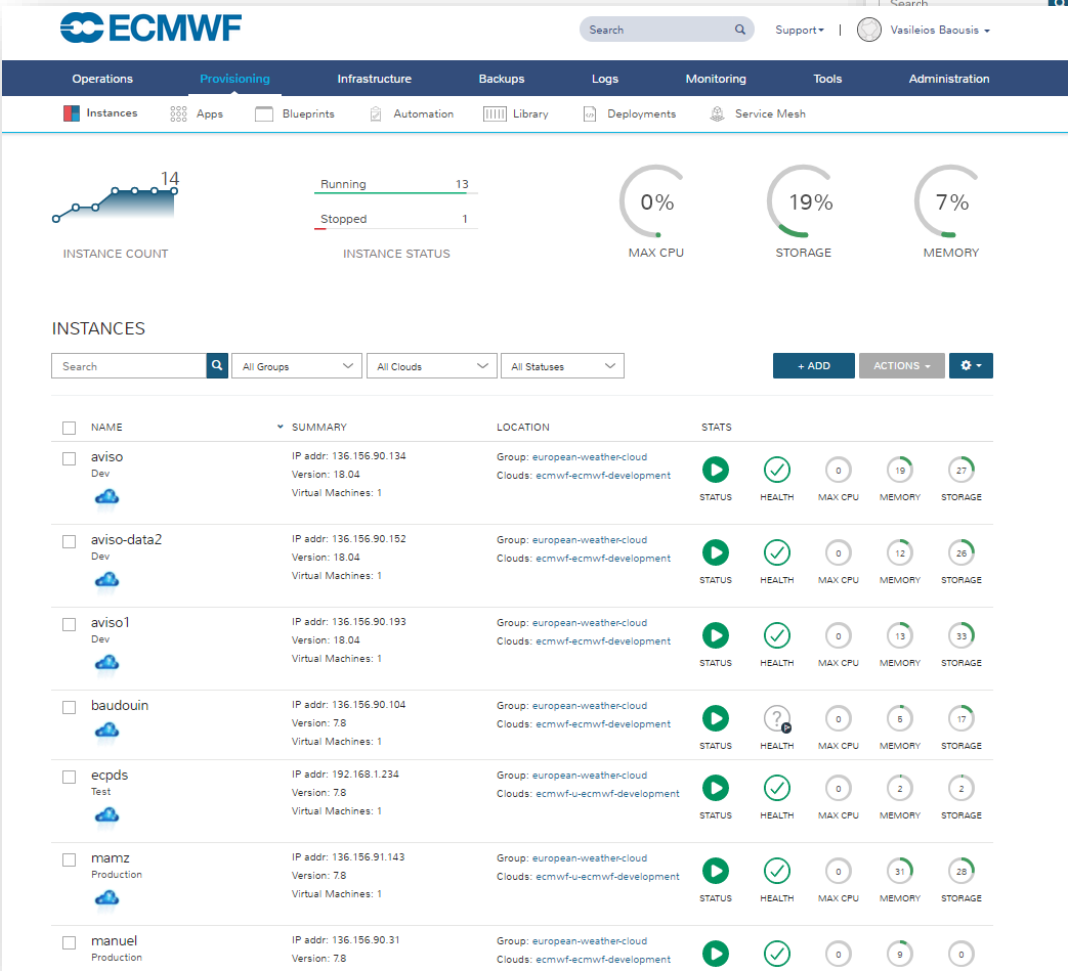 Search
ECMWF
Search
Support
|
Vasileios Baousis
Operations Provisioning Infrastructure Backups Logs Monitoring Tools Administration
Instances Apps Blueprints Automation Library Deployments Service Mesh
14
INSTANCE COUNT
Running 13
Stopped 1
INSTANCE STATUS
0%
MAX CPU
19%
STORAGE
7%
MEMORY
INSTANCES
Search All Groups All Clouds All Statuses + ADD ACTIONS
NAME SUMMARY LOCATION STATS
aviso
Dev
IP addr: 136.156.90.134
Version: 18.04
Virtual Machines: 1
Group: european-weather-cloud
Clouds: ecmwf-ecmwf-development
0 19 27
STATUS HEALTH MAX CPU MEMORY STORAGE
aviso-data2
Dev
IP addr: 136.156.90.152
Version: 18.04
Virtual Machines: 1
Group: european-weather-cloud
Clouds: ecmwf-ecmwf-development
0 12 26
STATUS HEALTH MAX CPU MEMORY STORAGE
aviso1
Dev
IP addr: 136.156.90.193
Version: 18.04
Virtual Machines: 1
Group: european-weather-cloud
Clouds: ecmwf-ecmwf-development
0 13 33
STATUS HEALTH MAX CPU MEMORY STORAGE
baudouin
IP addr: 136.156.90.104
Version: 7.8
Virtual Machines: 1
Group: european-weather-cloud
Clouds: ecmwf-ecmwf-development
? 0 6 17
STATUS HEALTH MAX CPU MEMORY STORAGE
ecpds
Test
IP addr: 192.168.1.234
Version: 7.8
Virtual Machines: 1
Group: european-weather-cloud
Clouds: ecmwf-u-ecmwf-development
0 2 2
STATUS HEALTH MAX CPU MEMORY STORAGE
mamz
Production
IP addr: 136.156.91.143
Version: 7.8
Virtual Machines: 1
Group: european-weather-cloud
Clouds: ecmwf-u-ecmwf-development
0 31 28
STATUS HEALTH MAX CPU MEMORY STORAGE
manuel
Production
IP addr: 136.156.90.31
Version: 7.8
Group: european-weather-cloud
Clouds: ecmwf-ecmwf-development
0 9 0